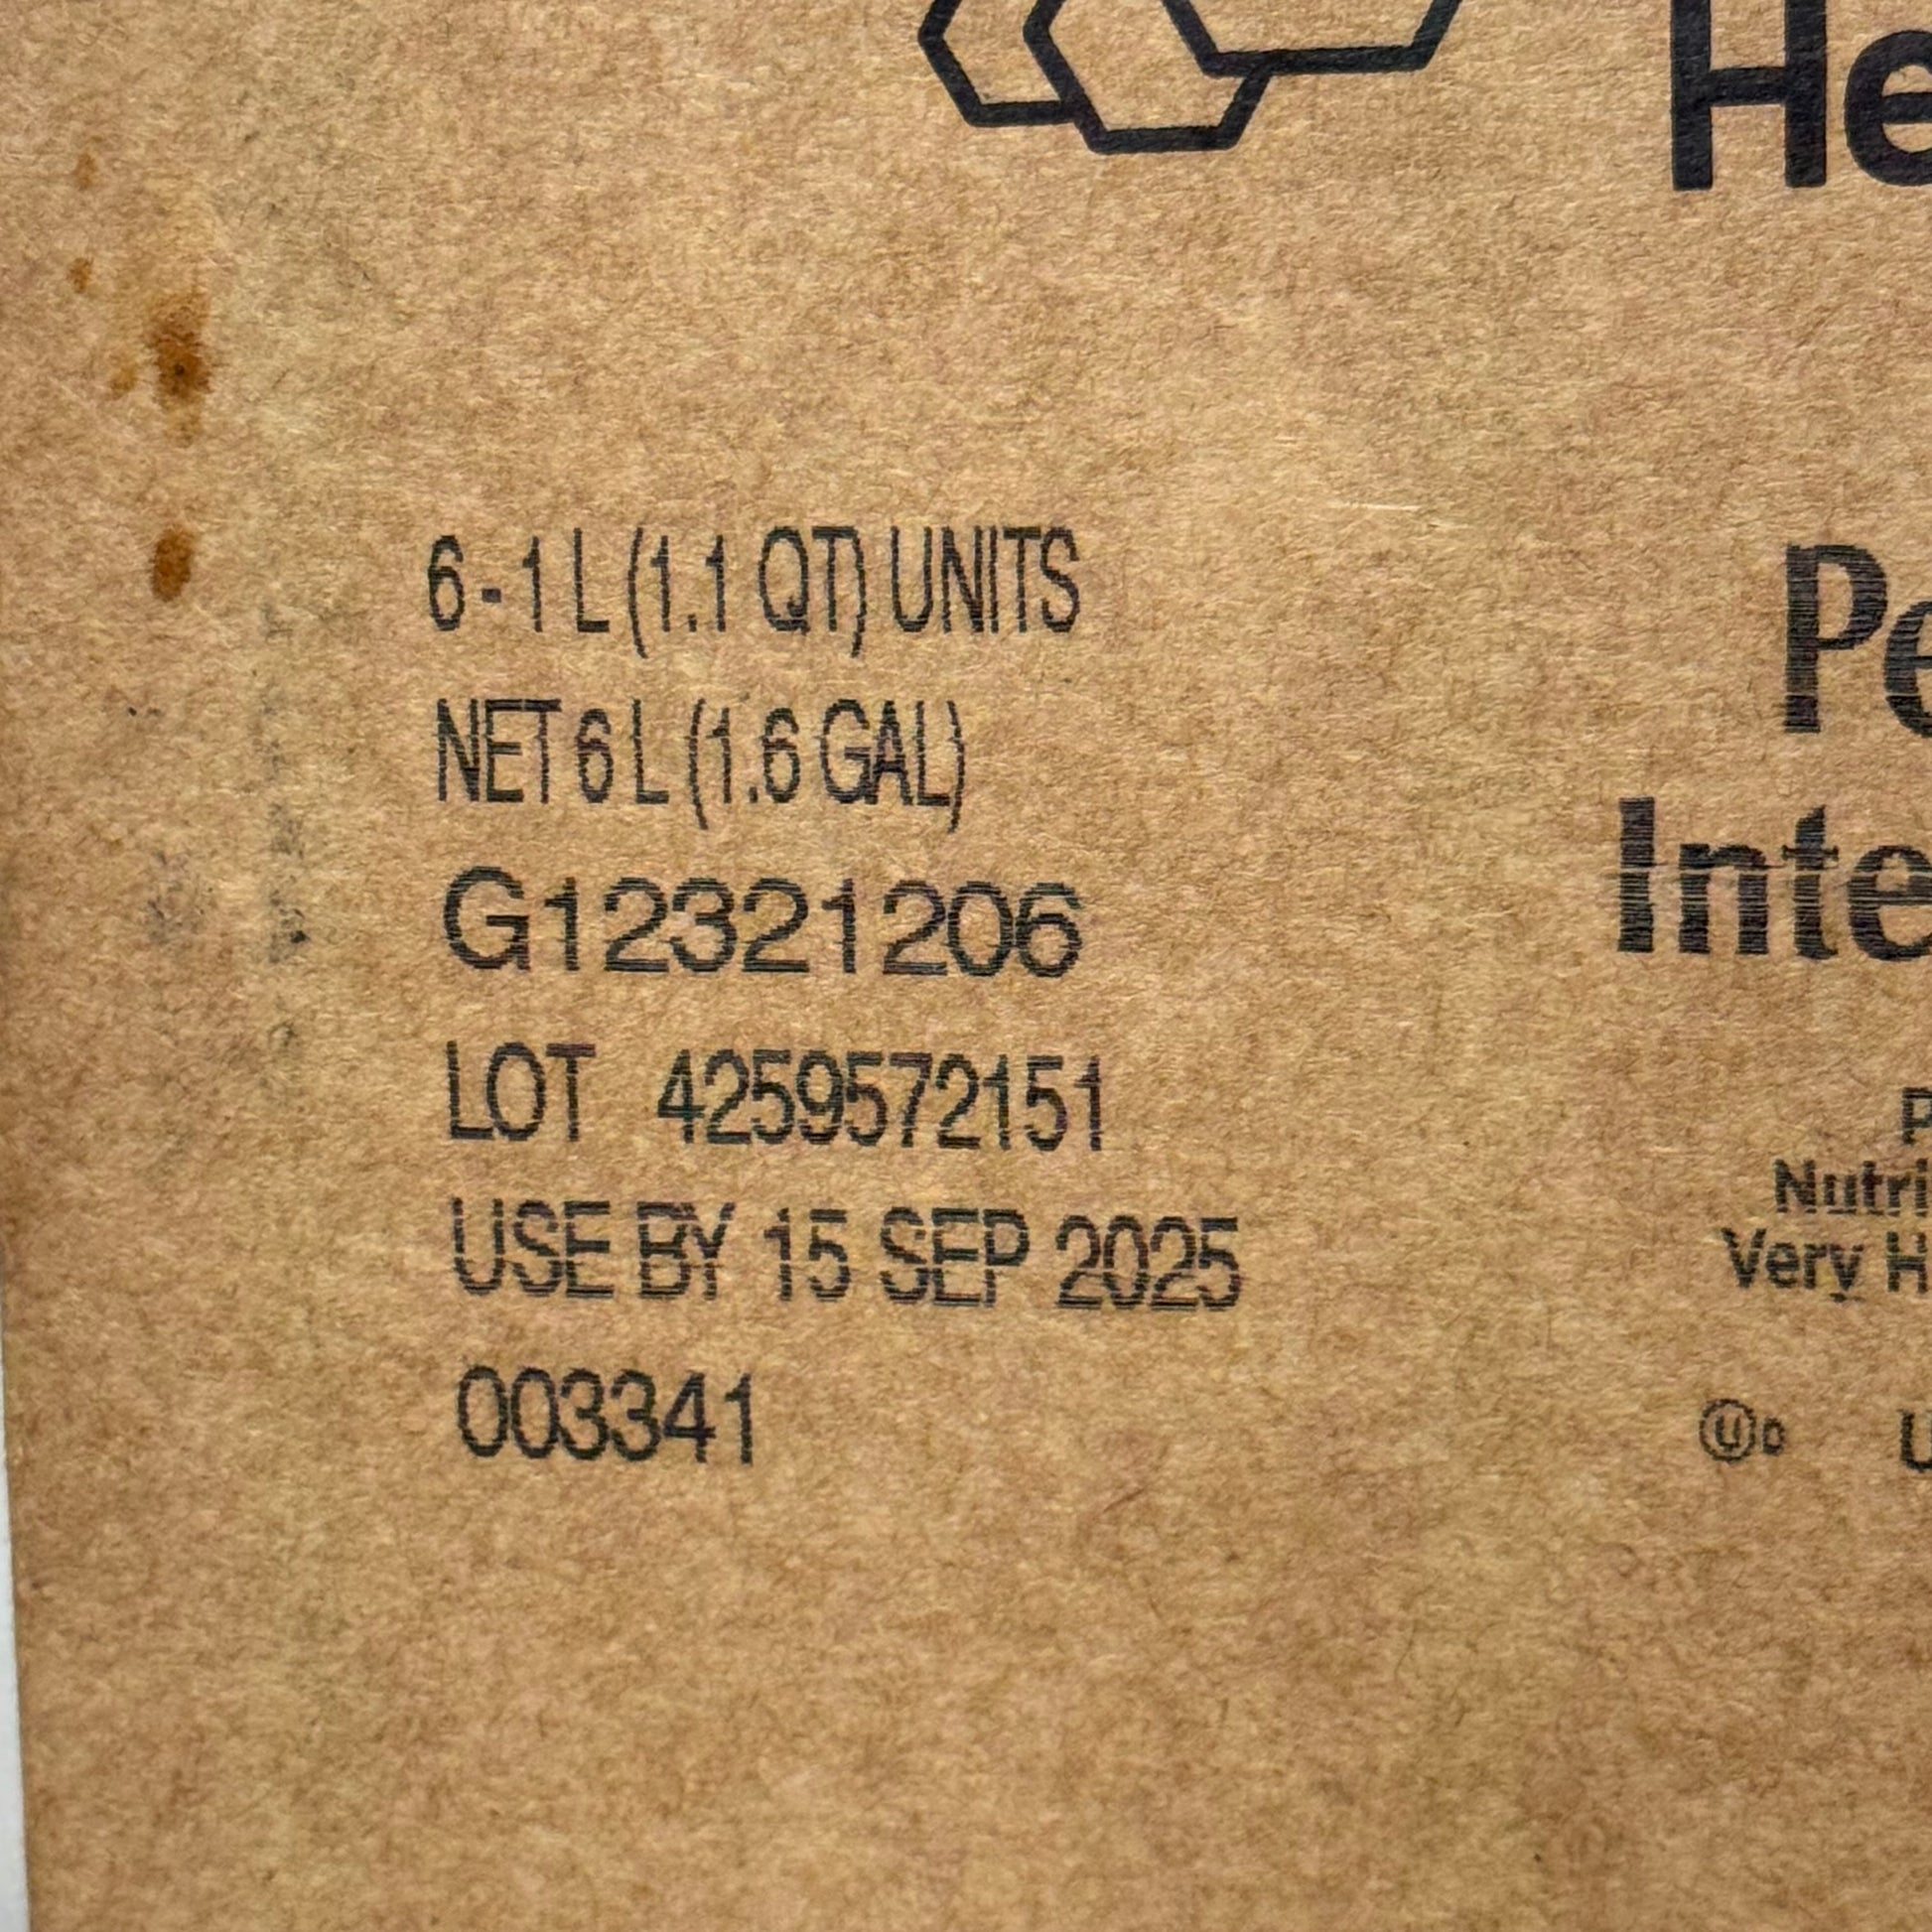 He
6 - 1 L (1.1 QT) UNITS
NET 6 L (1.6 GAL)
G12321206
LOT 4259572151
USE BY 15 SEP 2025
003341
Pe
Inte
P
Nutri
Very H
U D U